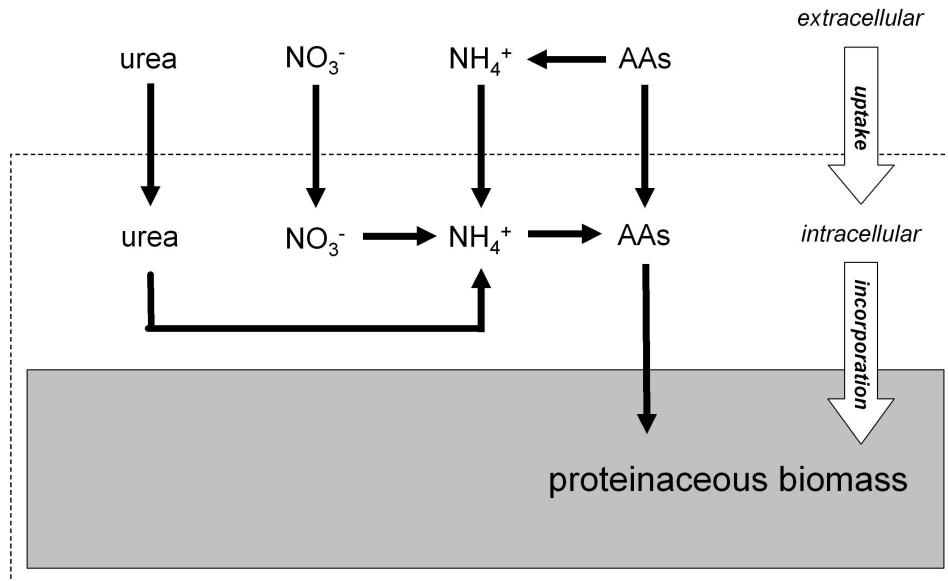 extracellular
urea NO₃⁻ NH₄⁺ AAs
uptake
urea NO₃⁻ NH₄⁺ AAs intracellular
incorporation
proteinaceous biomass